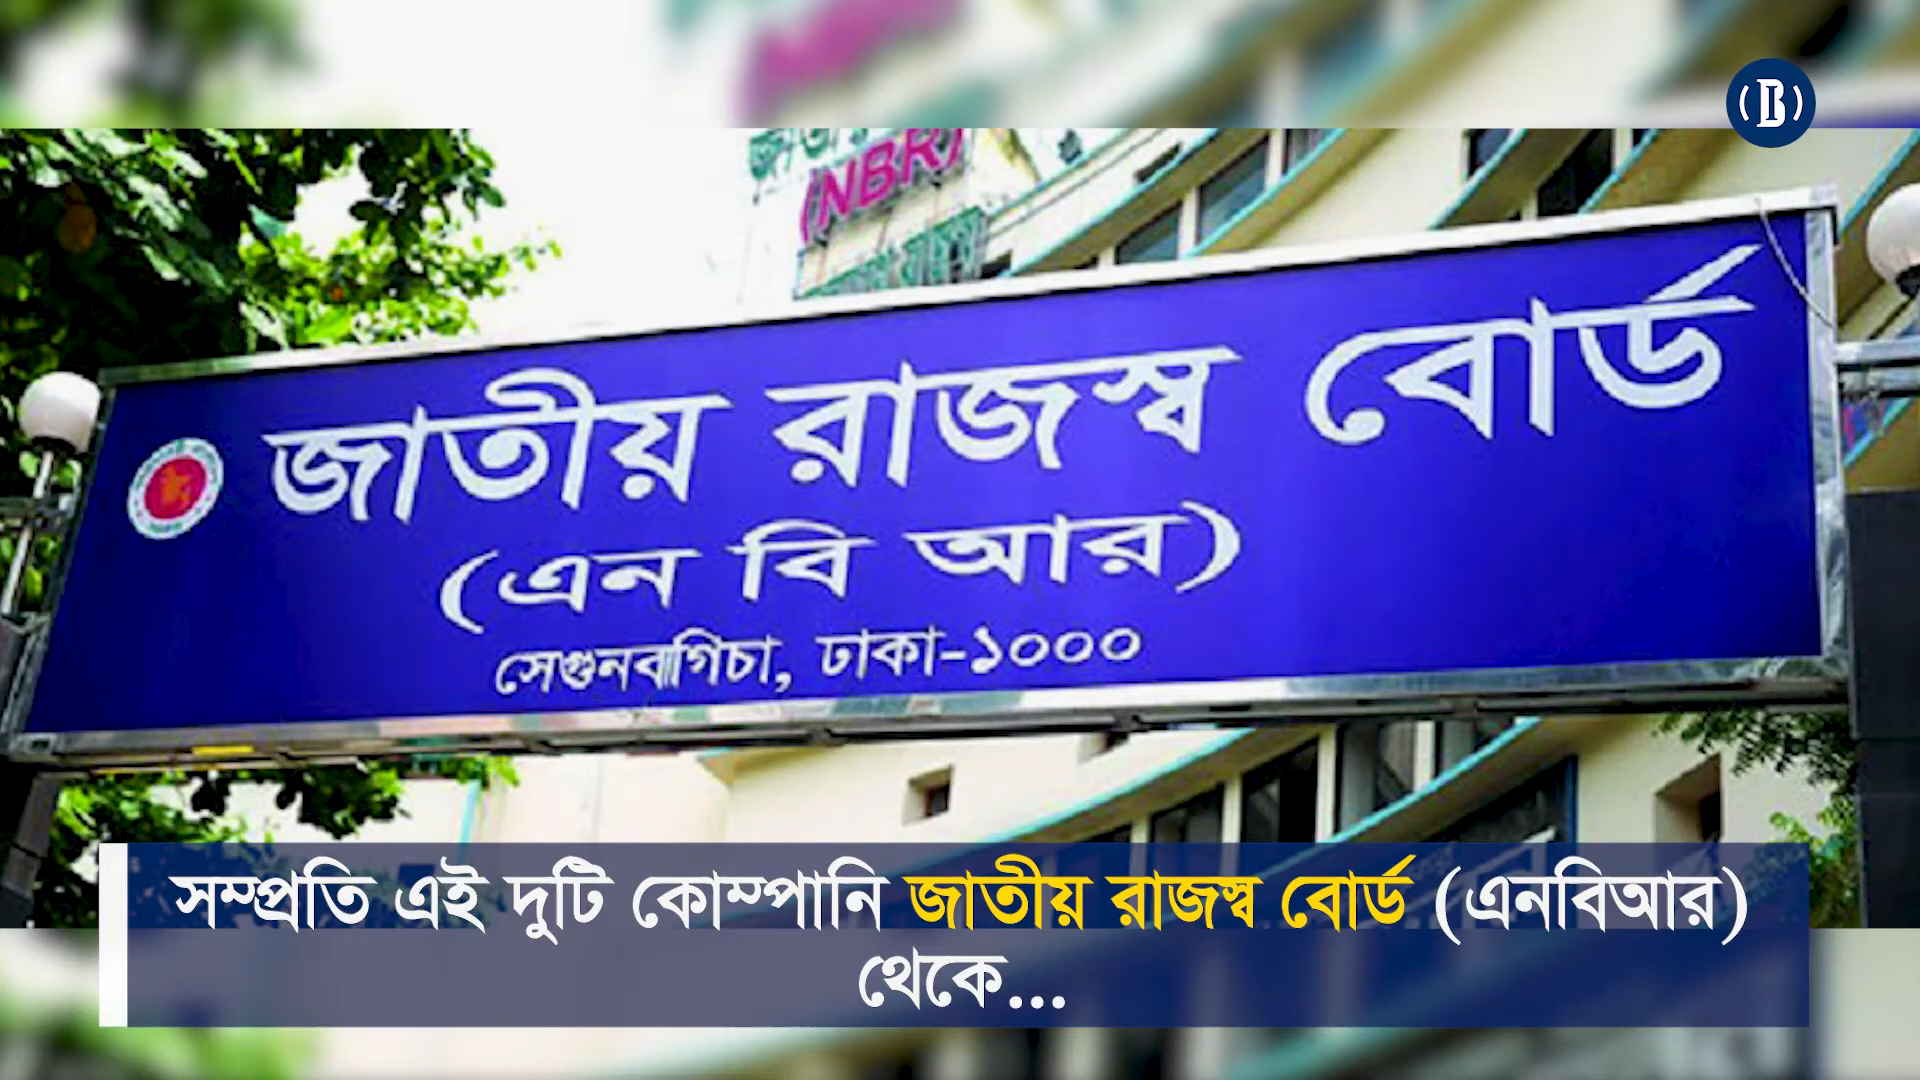 (NBR)
জাতীয় রাজস্ব বোর্ড
(এন বি আর)
সেগুনবাগিচা, ঢাকা-১০০০
সম্প্রতি এই দুটি কোম্পানি জাতীয় রাজস্ব বোর্ড (এনবিআর)
থেকে...